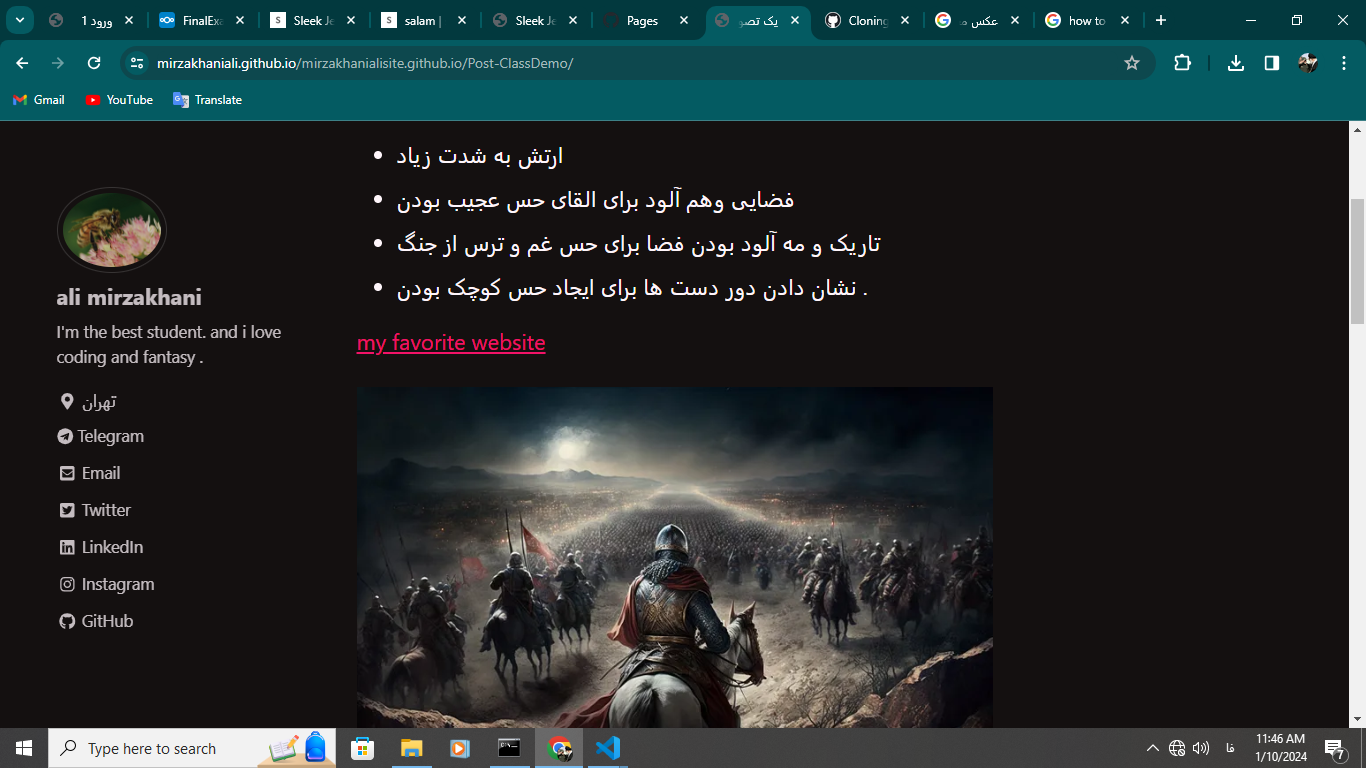 ورود 1
FinalExa
Sleek Je
salam |
Sleek Je
Pages
یک تصو
Cloning
عکس م
how to
mirzakhaniali.github.io/mirzakhanialisite.github.io/Post-ClassDemo/
Gmail
YouTube
Translate
ali mirzakhani
I'm the best student. and i love
coding and fantasy .
تهران
Telegram
Email
Twitter
LinkedIn
Instagram
GitHub
ارتش به شدت زیاد
فضایی وهم آلود برای القای حس عجیب بودن
تاریک و مه آلود بودن فضا برای حس غم و ترس از جنگ
نشان دادن دور دست ها برای ایجاد حس کوچک بودن .
my favorite website
Type here to search
فا
11:46 AM
1/10/2024
7